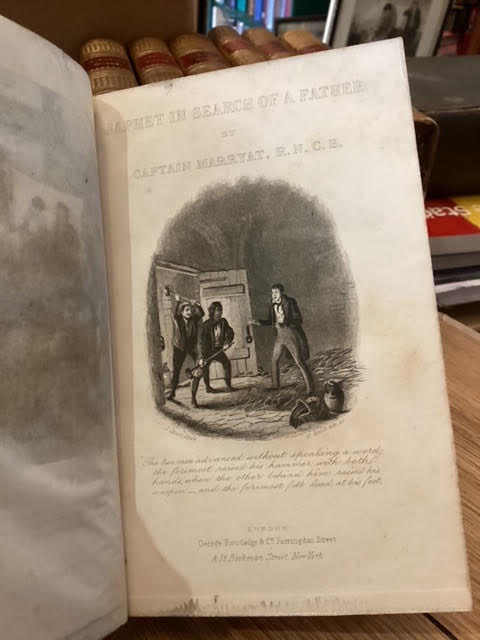 JAPHET IN SEARCH OF A FATHER
BY
CAPTAIN MARRYAT, R. N. C. B.
The two men advanced without speaking a word;
the foremost raised his hammer with both
hands, when the other behind him raised his
weapon — and the foremost fell dead at his feet.
LONDON
George Routledge & Co. Farringdon Street
& 18 Beekman Street New-York.
Sta